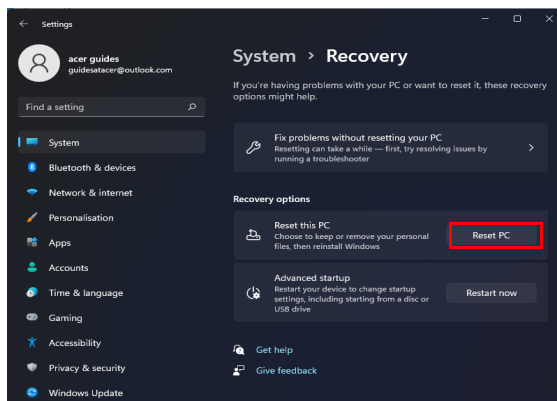 Settings
acer guides
guidesatacer@outlook.com
Find a setting
System
Bluetooth & devices
Network & internet
Personalisation
Apps
Accounts
Time & language
Gaming
Accessibility
Privacy & security
Windows Update
System > Recovery
If you're having problems with your PC or want to reset it, these recovery
options might help.
Fix problems without resetting your PC
Resetting can take a while — first, try resolving issues by
running a troubleshooter
Recovery options
Reset this PC
Choose to keep or remove your personal
files, then reinstall Windows
Reset PC
Advanced startup
Restart your device to change startup
settings, including starting from a disc or
USB drive
Restart now
Get help
Give feedback